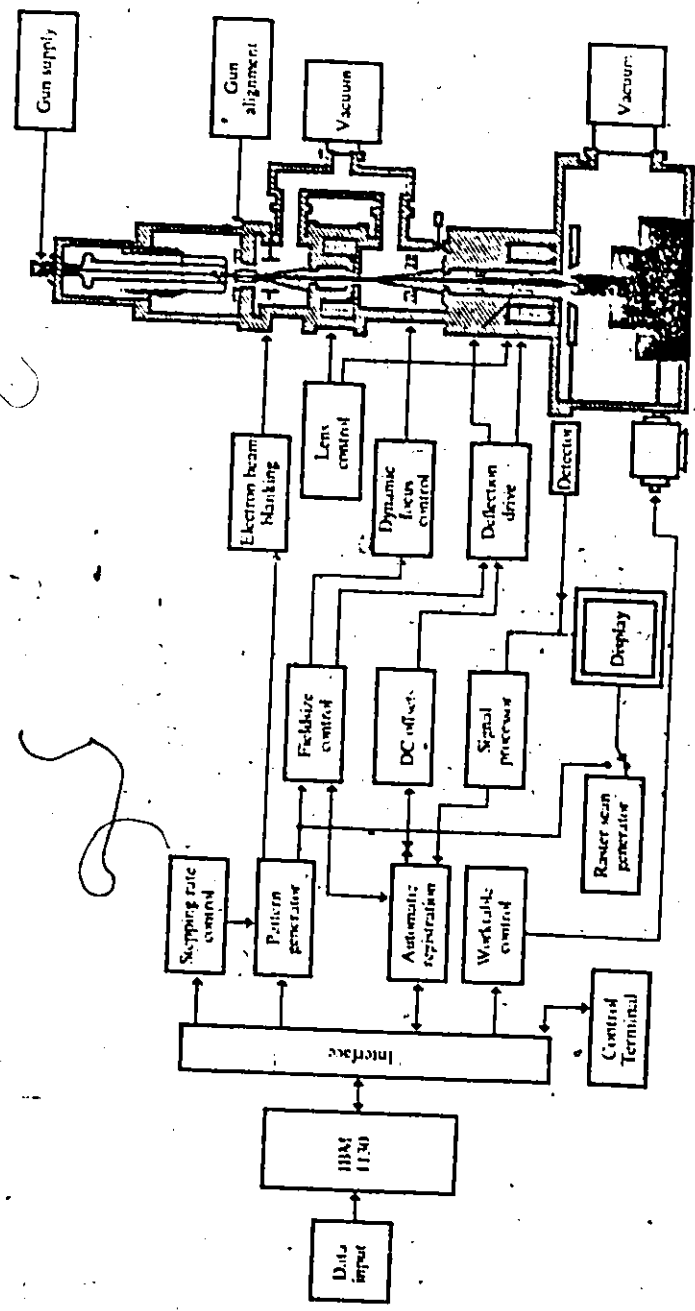 Data
input
IBM
1130
Interface
Control
Terminal
Stepping rate
control
Pattern
generator
Automatic
registration
Worktable
control
Raster scan
generator
Fieldsize
control
DC offsets
Signal
processor
Display
Electron beam
blanking
Lens
control
Dynamic
focus
control
Deflection
drive
Detector
Gun supply
Gun
alignment
Vacuum
Vacuum